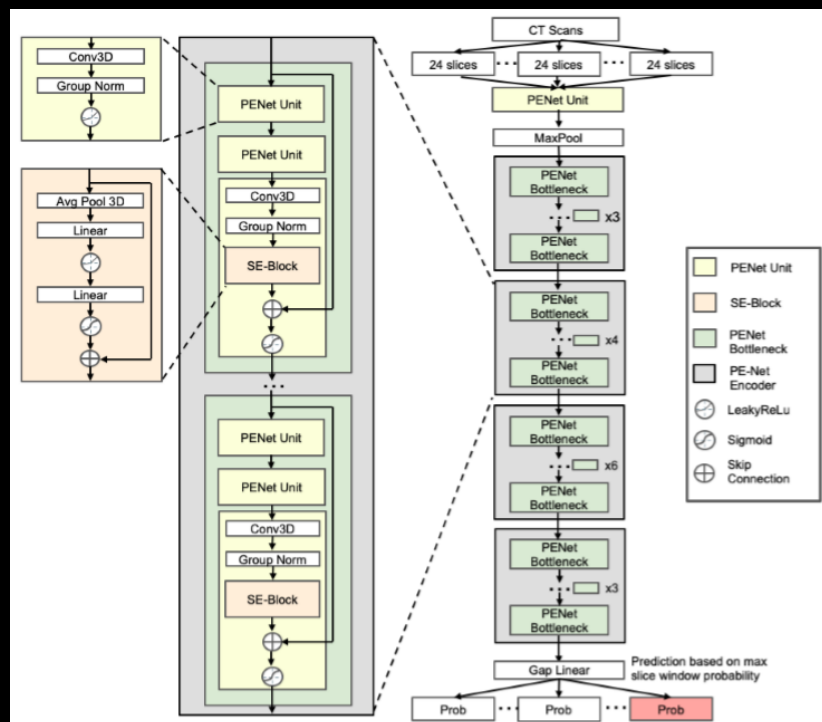 Conv3D
Group Norm
Avg Pool 3D
Linear
Linear
PENet Unit
PENet Unit
Conv3D
Group Norm
SE-Block
...
PENet Unit
PENet Unit
Conv3D
Group Norm
SE-Block
CT Scans
24 slices ... 24 slices ... 24 slices
PENet Unit
MaxPool
PENet
Bottleneck
... x3
PENet
Bottleneck
PENet
Bottleneck
... x4
PENet
Bottleneck
PENet
Bottleneck
... x6
PENet
Bottleneck
PENet
Bottleneck
... x3
PENet
Bottleneck
Gap Linear
Prediction based on max
slice window probability
Prob ... Prob ... Prob
PENet Unit
SE-Block
PENet
Bottleneck
PE-Net
Encoder
LeakyReLu
Sigmoid
Skip
Connection